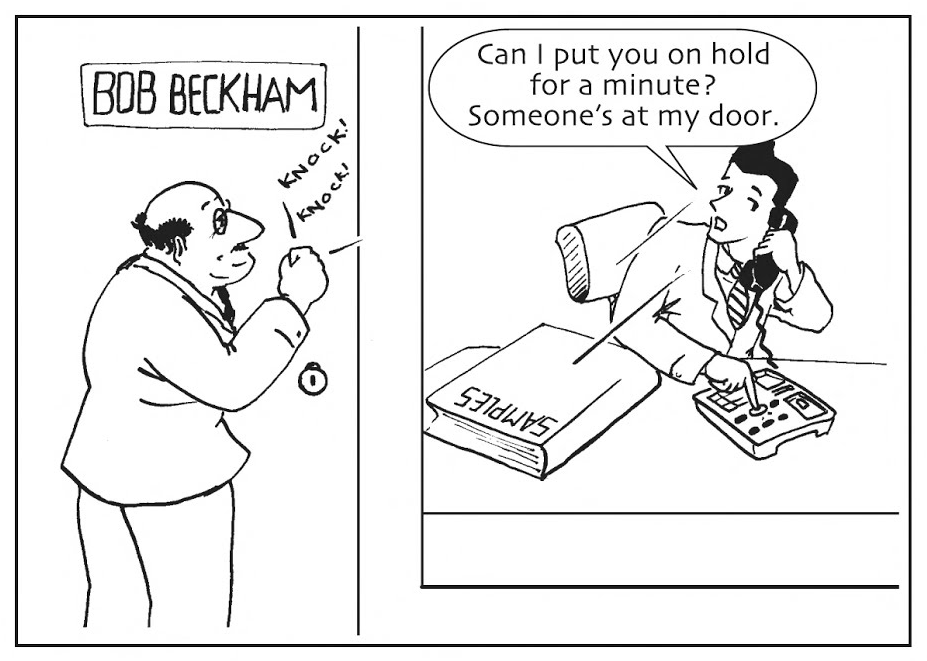 BOB BECKHAM
KNOCK!
KNOCK!
Can I put you on hold
for a minute?
Someone's at my door.
SAMPLES